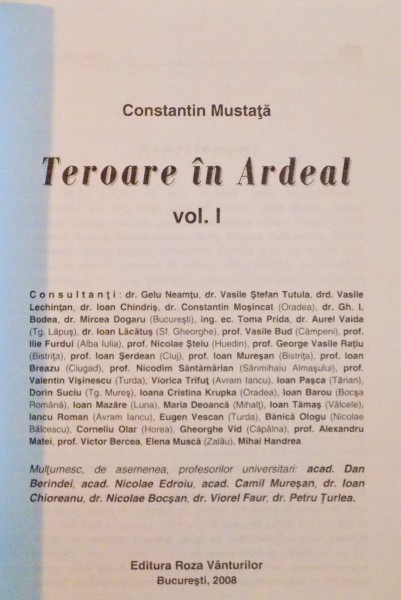 Constantin Mustaţă
Teroare în Ardeal
vol. I
Consultanţi: dr. Gelu Neamţu, dr. Vasile Ştefan Tutula, drd. Vasile
Lechinţan, dr. Ioan Chindriş, dr. Constantin Moşincat (Oradea), dr. Gh. I.
Bodea, dr. Mircea Dogaru (Bucureşti), ing. ec. Toma Prida, dr. Aurel Vaida
(Tg. Lăpuş), dr. Ioan Lăcătuş (Sf. Gheorghe), prof. Vasile Bud (Câmpeni), prof.
Ilie Furdui (Alba Iulia), prof. Nicolae Şteiu (Huedin), prof. George Vasile Raţiu
(Bistriţa), prof. Ioan Şerdean (Cluj), prof. Ioan Mureşan (Bistriţa), prof. Ioan
Breazu (Ciugad), prof. Nicodim Sântămărian (Sânmihaiu Almaşului), prof.
Valentin Vişinescu (Turda), Viorica Trifuţ (Avram Iancu), Ioan Paşca (Tărian),
Dorin Suciu (Tg. Mureş), Ioana Cristina Krupka (Oradea), Ioan Barou (Bocşa
Română), Ioan Mazăre (Luna), Maria Deoancă (Mihalţ), Ioan Tămaş (Vâlcele),
Iancu Roman (Avram Iancu), Eugen Vescan (Turda), Bănică Ologu (Nicolae
Bălcescu), Corneliu Olar (Horea), Gheorghe Vid (Căpâlna), prof. Alexandru
Matei, prof. Victor Bercea, Elena Muscă (Zalău), Mihai Handrea
Mulţumesc, de asemenea, profesorilor universitari: acad. Dan
Berindei, acad. Nicolae Edroiu, acad. Camil Mureşan, dr. Ioan
Chioreanu, dr. Nicolae Bocşan, dr. Viorel Faur, dr. Petru Ţurlea.
Editura Roza Vânturilor
Bucureşti, 2008